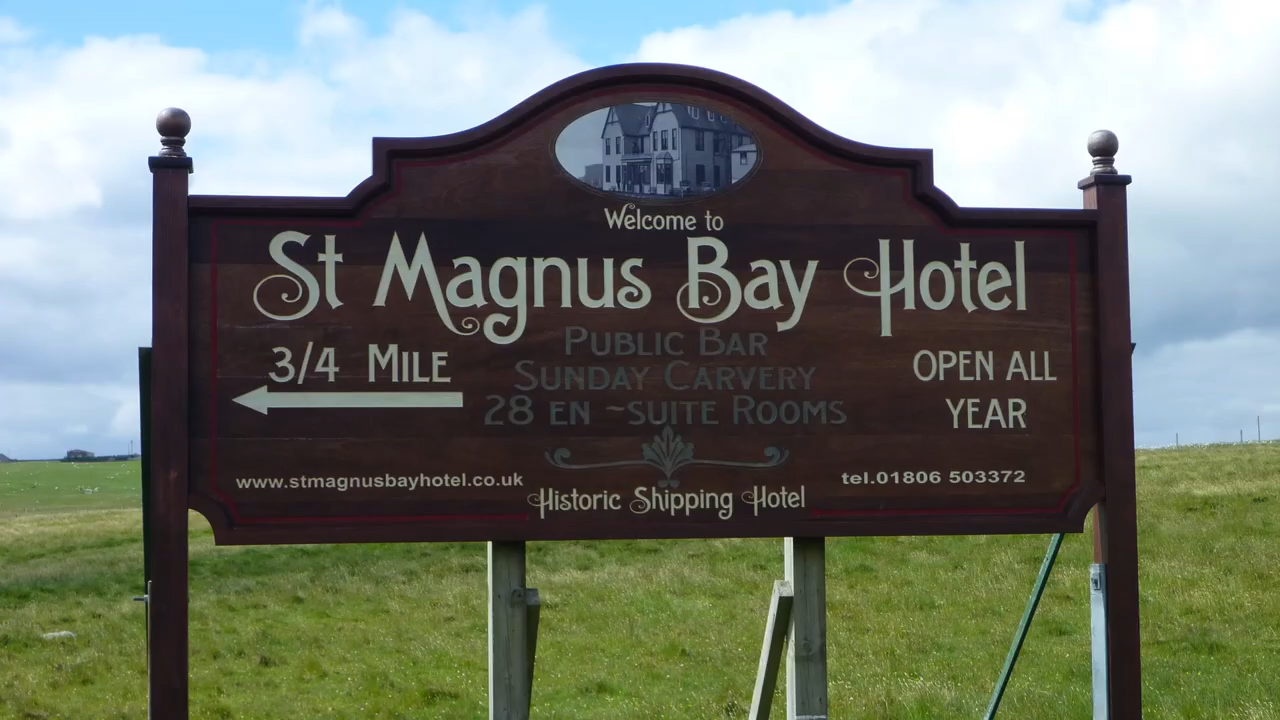 Welcome to
St Magnus Bay Hotel
Public Bar
3/4 Mile
Sunday Carvery
OPEN ALL
YEAR
28 en ~suite Rooms
www.stmagnusbayhotel.co.uk
tel.01806 503372
Historic Shipping Hotel